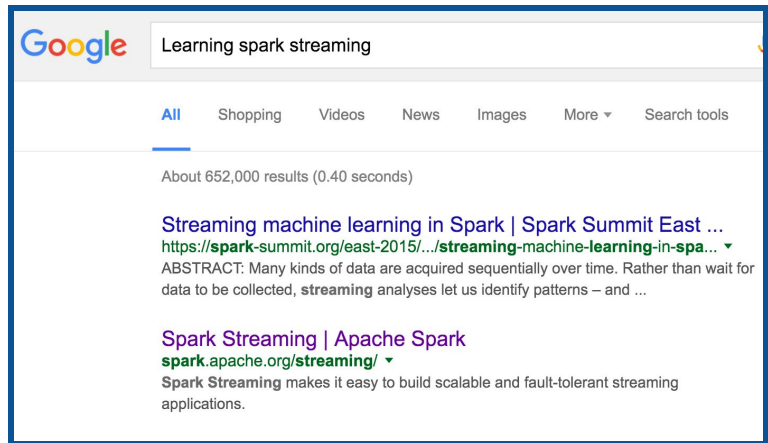 Google
Learning spark streaming
All Shopping Videos News Images More Search tools
About 652,000 results (0.40 seconds)
Streaming machine learning in Spark | Spark Summit East ...
https://spark-summit.org/east-2015/.../streaming-machine-learning-in-spa...
ABSTRACT: Many kinds of data are acquired sequentially over time. Rather than wait for
data to be collected, streaming analyses let us identify patterns – and ...
Spark Streaming | Apache Spark
spark.apache.org/streaming/
Spark Streaming makes it easy to build scalable and fault-tolerant streaming
applications.